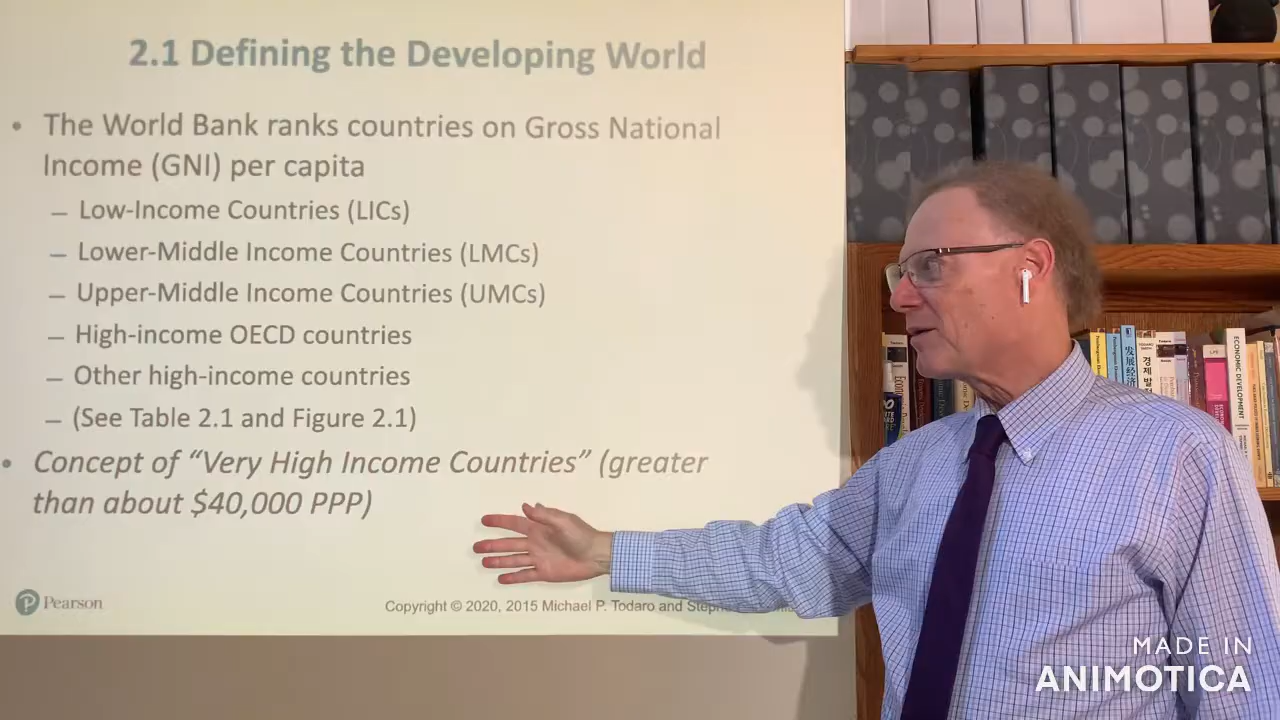 2.1 Defining the Developing World
• The World Bank ranks countries on Gross National
Income (GNI) per capita
– Low-Income Countries (LICs)
– Lower-Middle Income Countries (LMCs)
– Upper-Middle Income Countries (UMCs)
– High-income OECD countries
– Other high-income countries
– (See Table 2.1 and Figure 2.1)
• Concept of “Very High Income Countries” (greater
than about $40,000 PPP)
P Pearson
Copyright © 2020, 2015 Michael P. Todaro and
ECONOMIC DEVELOPMENT
MADE IN
ANIMOTICA